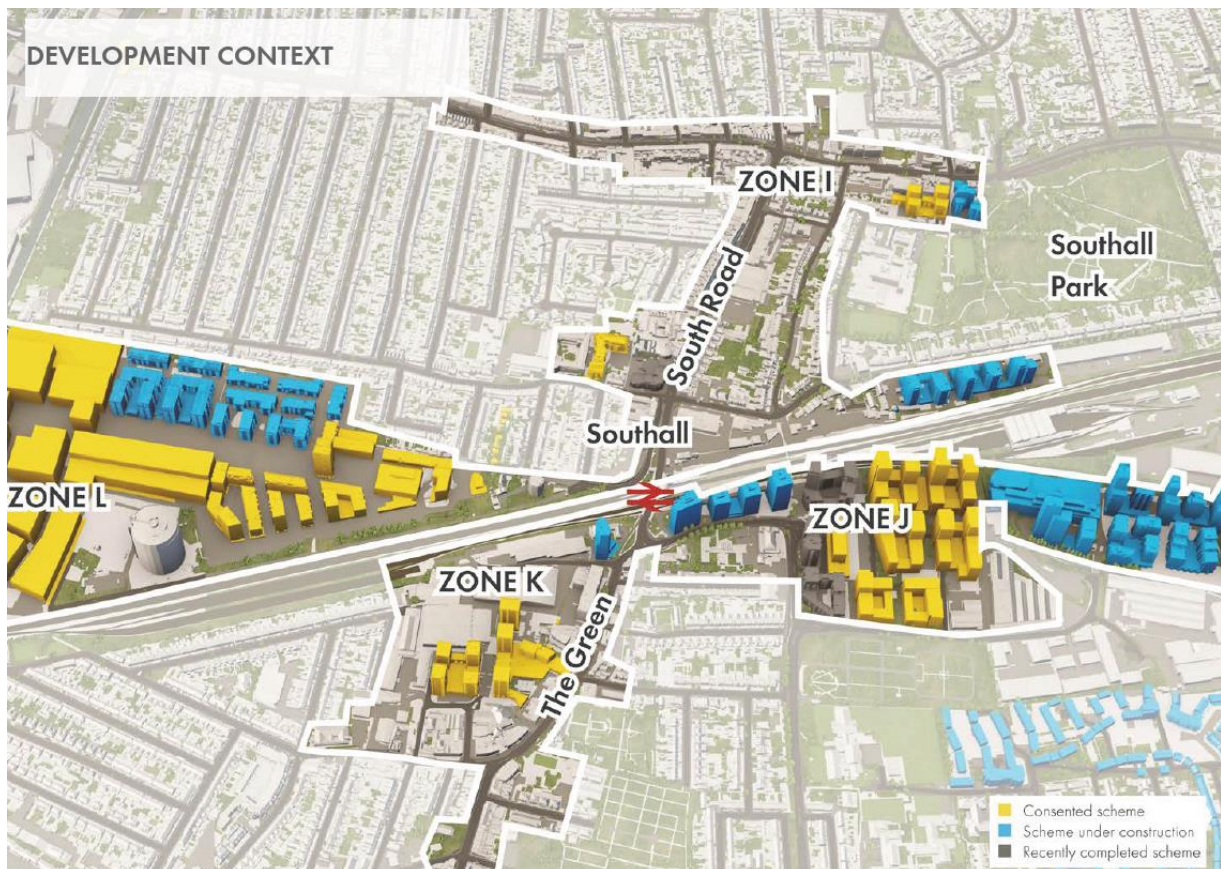 DEVELOPMENT CONTEXT
ZONE I
Southall
Park
South Road
Southall
ZONE L
ZONE J
ZONE K
The Green
Consented scheme
Scheme under construction
Recently completed scheme